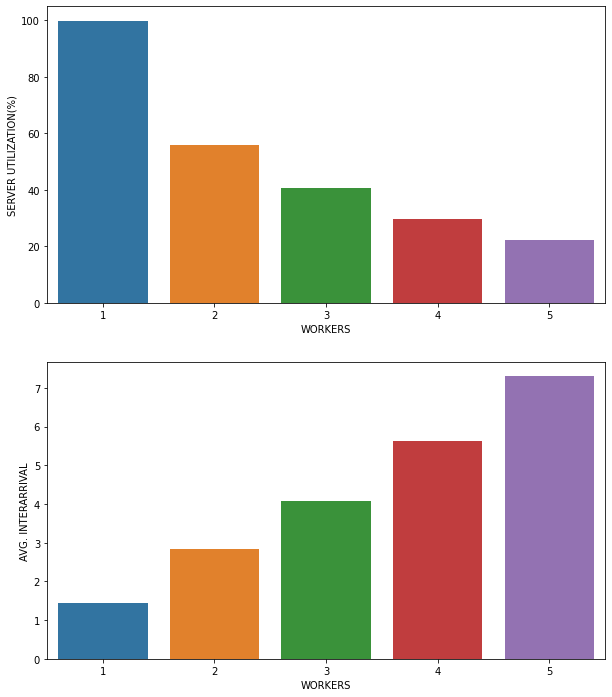 100
80
60
40
20
0
SERVER UTILIZATION(%)
1 2 3 4 5
WORKERS
7
6
5
4
3
2
1
0
AVG. INTERARRIVAL
1 2 3 4 5
WORKERS